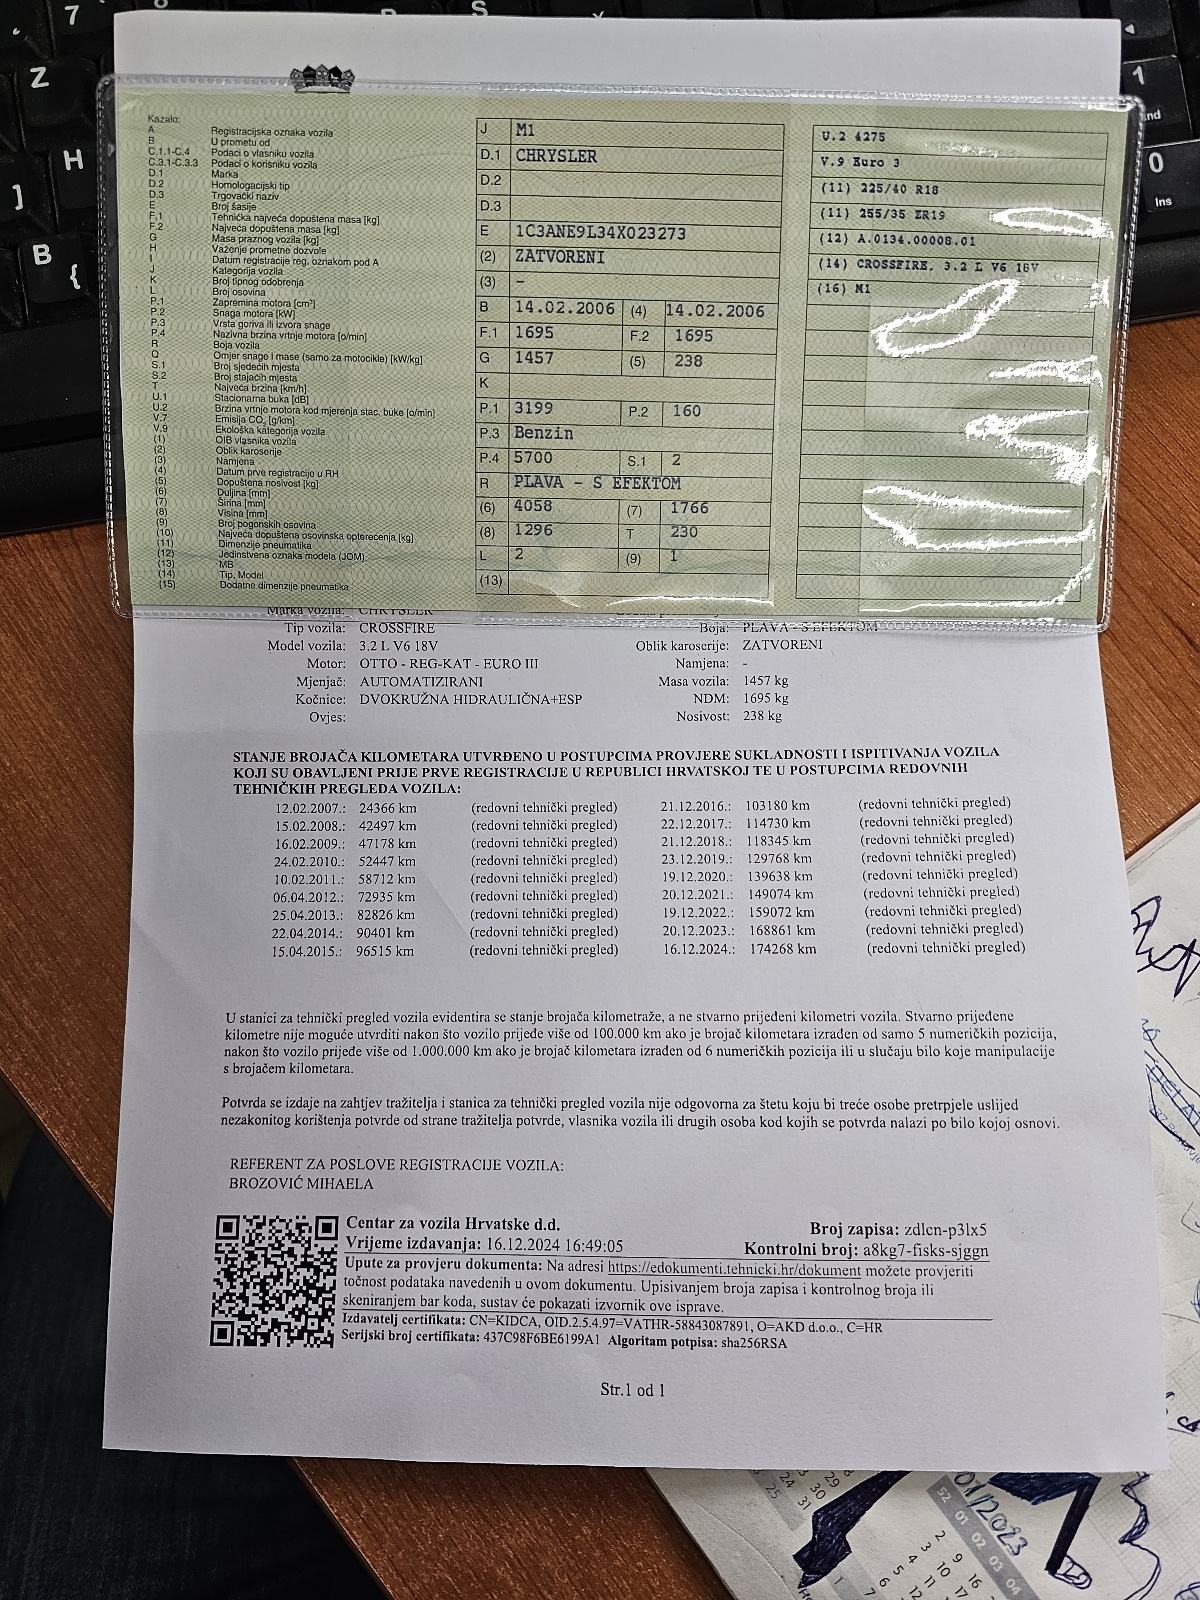 Kazalo:
A Registracijska oznaka vozila
B U prometu od
C.1.1-C.4 Podaci o vlasniku vozila
C.3.1-C.3.3 Podaci o korisniku vozila
D.1 Marka
D.2 Homologacijski tip
D.3 Trgovački naziv
E Broj šasije
F.1 Tehnička najveća dopuštena masa [kg]
F.2 Najveća dopuštena masa [kg]
G Masa praznog vozila [kg]
H Važenje prometne dozvole
I Datum registracije reg. oznakom pod A
J Kategorija vozila
K Broj tipnog odobrenja
L Broj osovina
P.1 Zapremina motora [cm³]
P.2 Snaga motora [kW]
P.3 Vrsta goriva ili izvora snage
P.4 Nazivna brzina vrtnje motora [o/min]
R Boja vozila
Q Omjer snage i mase (samo za motocikle) [kW/kg]
S.1 Broj sjedećih mjesta
S.2 Broj stajaćih mjesta
T Najveća brzina [km/h]
U.1 Stacionarna buka [dB]
U.2 Brzina vrtnje motora kod mjerenja stac. buke [o/min]
V.7 Emisija CO₂ [g/km]
V.9 Ekološka kategorija vozila
(1) OIB vlasnika vozila
(2) Oblik karoserije
(3) Namjena
(4) Datum prve registracije u RH
(5) Dopuštena nosivost [kg]
(6) Duljina [mm]
(7) Širina [mm]
(8) Visina [mm]
(9) Broj pogonskih osovina
(10) Najveća dopuštena osovinska opterećenja [kg]
(11) Dimenzije pneumatika
(12) Jedinstvena oznaka modela (JOM)
(13) MB
(14) Tip, Model
(15) Dodatne dimenzije pneumatika
J M1
D.1 CHRYSLER
D.2
D.3
E 1C3ANE9L34X023273
(2) ZATVORENI
(3) -
B 14.02.2006 (4) 14.02.2006
F.1 1695 F.2 1695
G 1457 (5) 238
K
P.1 3199 P.2 160
P.3 Benzin
P.4 5700 S.1 2
R PLAVA - S EFEKTOM
(6) 4058 (7) 1766
(8) 1296 T 230
L 2 (9) 1
(13)
U.2 4275
V.9 Euro 3
(11) 225/40 R18
(11) 255/35 ZR19
(12) A.0134.00008.01
(14) CROSSFIRE, 3.2 L V6 18V
(16) M1
Marka vozila: CHRYSLER
Tip vozila: CROSSFIRE Boja: PLAVA - S EFEKTOM
Model vozila: 3.2 L V6 18V Oblik karoserije: ZATVORENI
Motor: OTTO - REG-KAT - EURO III Namjena: -
Mjenjač: AUTOMATIZIRANI Masa vozila: 1457 kg
Kočnice: DVOKRUŽNA HIDRAULIČNA+ESP NDM: 1695 kg
Ovjes: Nosivost: 238 kg
STANJE BROJAČA KILOMETARA UTVRĐENO U POSTUPCIMA PROVJERE SUKLADNOSTI I ISPITIVANJA VOZILA
KOJI SU OBAVLJENI PRIJE PRVE REGISTRACIJE U REPUBLICI HRVATSKOJ TE U POSTUPCIMA REDOVNIH
TEHNIČKIH PREGLEDA VOZILA:
12.02.2007.: 24366 km (redovni tehnički pregled) 21.12.2016.: 103180 km (redovni tehnički pregled)
15.02.2008.: 42497 km (redovni tehnički pregled) 22.12.2017.: 114730 km (redovni tehnički pregled)
16.02.2009.: 47178 km (redovni tehnički pregled) 21.12.2018.: 118345 km (redovni tehnički pregled)
24.02.2010.: 52447 km (redovni tehnički pregled) 23.12.2019.: 129768 km (redovni tehnički pregled)
10.02.2011.: 58712 km (redovni tehnički pregled) 19.12.2020.: 139638 km (redovni tehnički pregled)
06.04.2012.: 72935 km (redovni tehnički pregled) 20.12.2021.: 149074 km (redovni tehnički pregled)
25.04.2013.: 82826 km (redovni tehnički pregled) 19.12.2022.: 159072 km (redovni tehnički pregled)
22.04.2014.: 90401 km (redovni tehnički pregled) 20.12.2023.: 168861 km (redovni tehnički pregled)
15.04.2015.: 96515 km (redovni tehnički pregled) 16.12.2024.: 174268 km (redovni tehnički pregled)
U stanici za tehnički pregled vozila evidentira se stanje brojača kilometraže, a ne stvarno prijeđeni kilometri vozila. Stvarno prijeđene
kilometre nije moguće utvrditi nakon što vozilo prijeđe više od 100.000 km ako je brojač kilometara izrađen od samo 5 numeričkih pozicija,
nakon što vozilo prijeđe više od 1.000.000 km ako je brojač kilometara izrađen od 6 numeričkih pozicija ili u slučaju bilo koje manipulacije
s brojačem kilometara.
Potvrda se izdaje na zahtjev tražitelja i stanica za tehnički pregled vozila nije odgovorna za štetu koju bi treće osobe pretrpjele uslijed
nezakonitog korištenja potvrde od strane tražitelja potvrde, vlasnika vozila ili drugih osoba kod kojih se potvrda nalazi po bilo kojoj osnovi.
REFERENT ZA POSLOVE REGISTRACIJE VOZILA:
BROZOVIĆ MIHAELA
Centar za vozila Hrvatske d.d. Broj zapisa: zdlcn-p3lx5
Vrijeme izdavanja: 16.12.2024 16:49:05 Kontrolni broj: a8kg7-fisks-sjggn
Upute za provjeru dokumenta: Na adresi https://edokumenti.tehnicki.hr/dokument možete provjeriti
točnost podataka navedenih u ovom dokumentu. Upisivanjem broja zapisa i kontrolnog broja ili
skeniranjem bar koda, sustav će pokazati izvornik ove isprave.
Izdavatelj certifikata: CN=KIDCA, OID.2.5.4.97=VATHR-58843087891, O=AKD d.o.o., C=HR
Serijski broj certifikata: 437C98F6BE6199A1 Algoritam potpisa: sha256RSA
Str.1 od 1